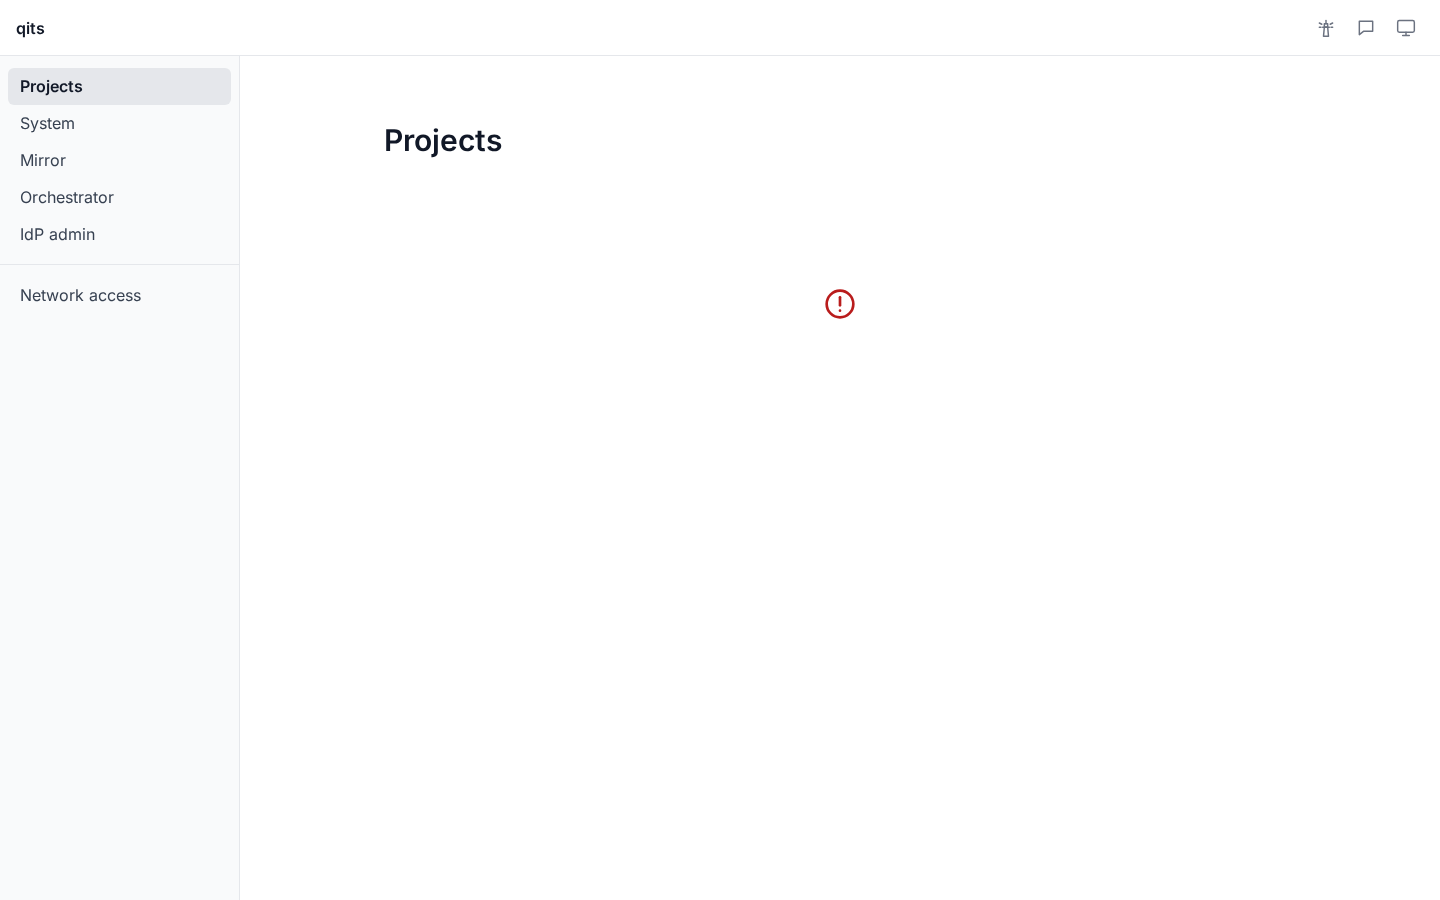 qits
Projects
System
Mirror
Orchestrator
IdP admin
Network access
Projects